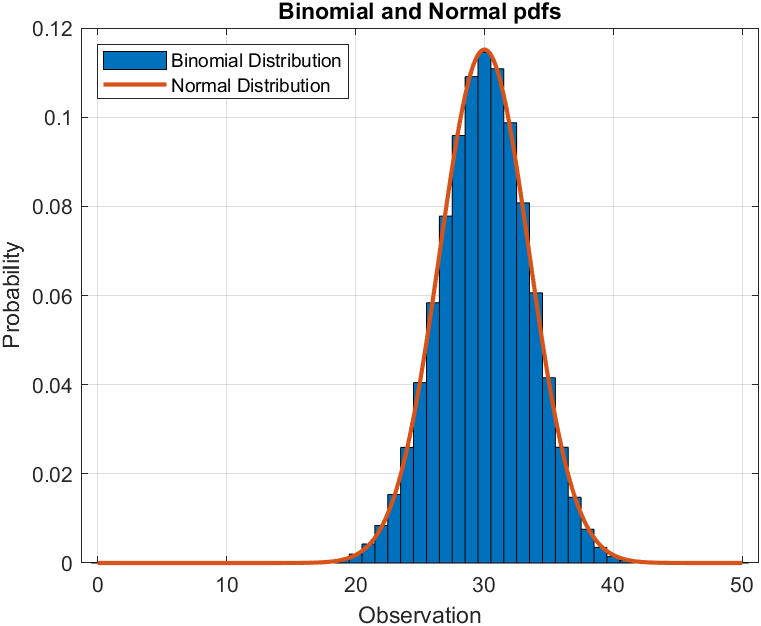 Binomial and Normal pdfs
Binomial Distribution
Normal Distribution
0.12
0.1
0.08
0.06
0.04
0.02
0
Probability
0 10 20 30 40 50
Observation